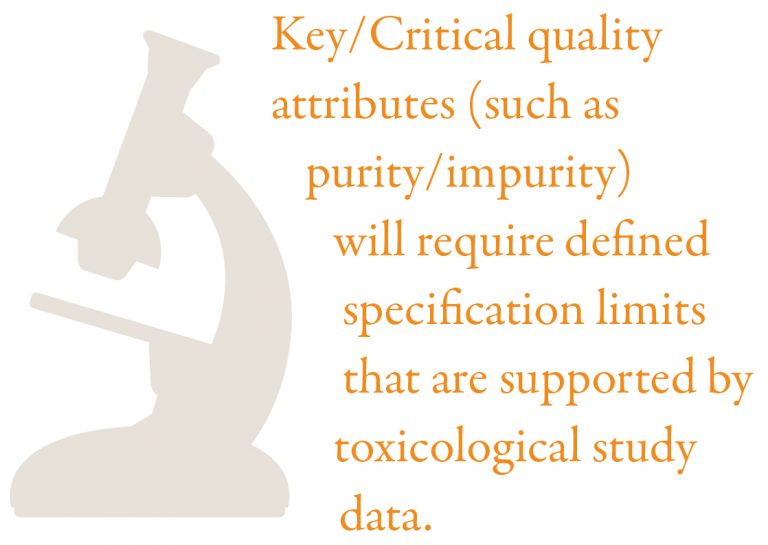 Key/Critical quality
attributes (such as
purity/impurity)
will require defined
specification limits
that are supported by
toxicological study
data.